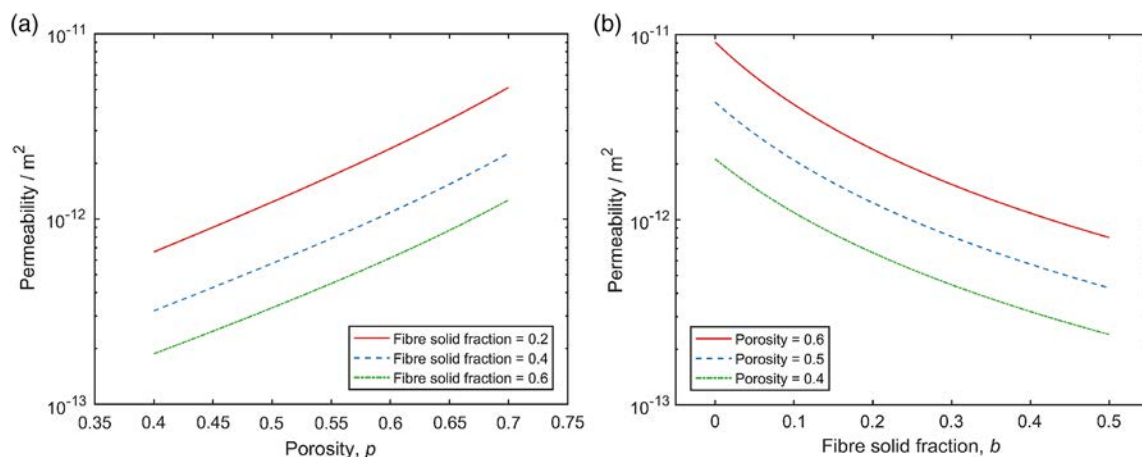 (a)
10⁻¹¹
10⁻¹²
10⁻¹³
Permeability / m²
Fibre solid fraction = 0.2
Fibre solid fraction = 0.4
Fibre solid fraction = 0.6
0.35 0.4 0.45 0.5 0.55 0.6 0.65 0.7 0.75
Porosity, p
(b)
10⁻¹¹
10⁻¹²
10⁻¹³
Permeability / m²
Porosity = 0.6
Porosity = 0.5
Porosity = 0.4
0 0.1 0.2 0.3 0.4 0.5
Fibre solid fraction, b